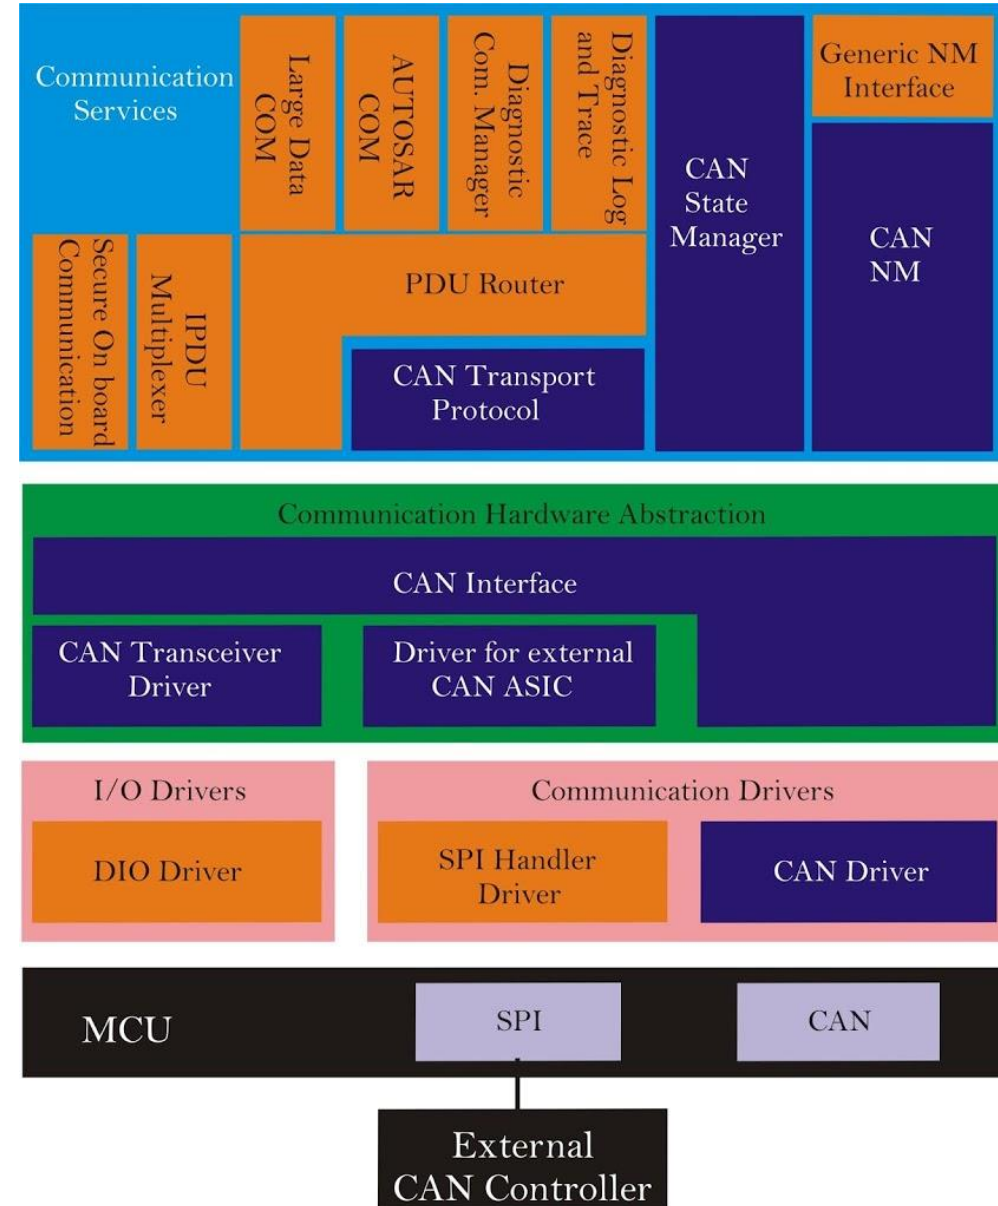 Communication
Services
Large Data
COM
AUTOSAR
COM
Diagnostic
Com. Manager
Diagnostic Log
and Trace
CAN
State
Manager
Generic NM
Interface
CAN
NM
Secure On board
Communication
IPDU
Multiplexer
PDU Router
CAN Transport
Protocol
Communication Hardware Abstraction
CAN Interface
CAN Transceiver
Driver
Driver for external
CAN ASIC
I/O Drivers
Communication Drivers
DIO Driver
SPI Handler
Driver
CAN Driver
MCU
SPI
CAN
External
CAN Controller